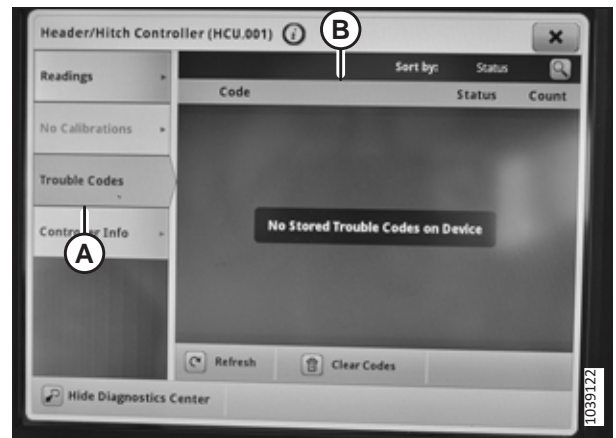 Header/Hitch Controller (HCU.001) i B
Readings
Sort by: Status
Code Status Count
No Calibrations
Trouble Codes
No Stored Trouble Codes on Device
Controller Info
A
Refresh Clear Codes
Hide Diagnostics Center
1039122